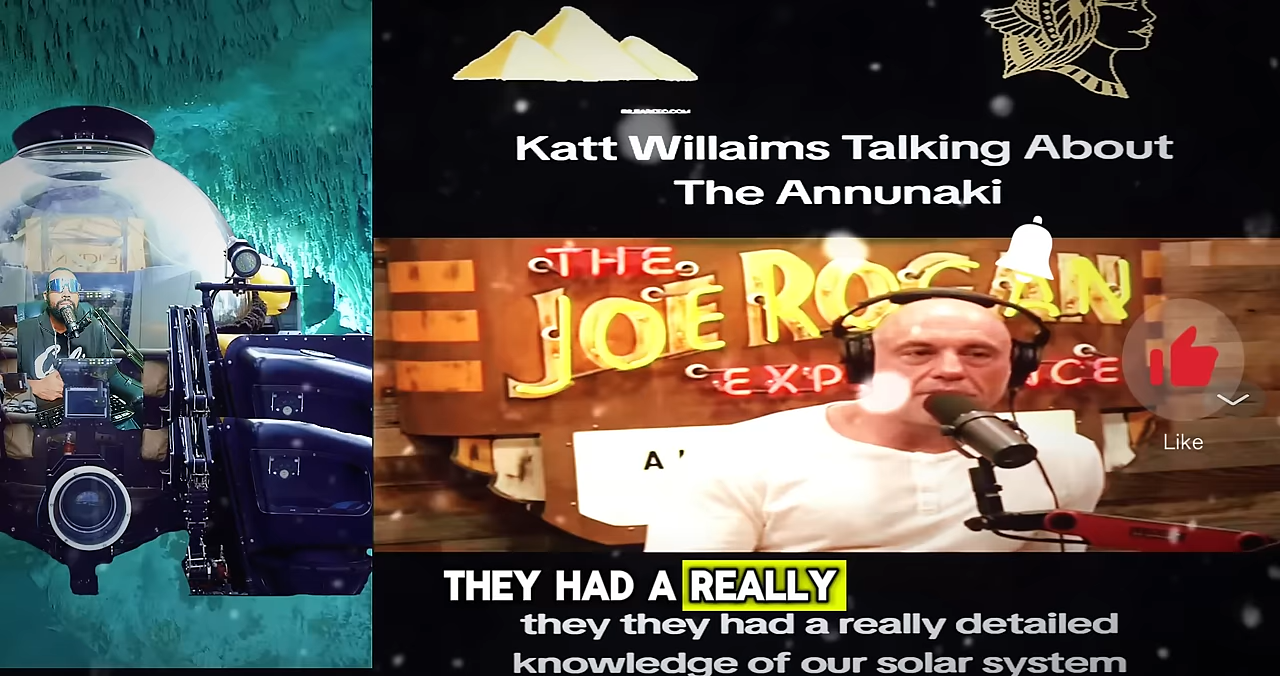 Katt Willaims Talking About
The Annunaki
THE
JOE ROGAN
A '
Like
THEY HAD A REALLY
they they had a really detailed
knowledge of our solar system